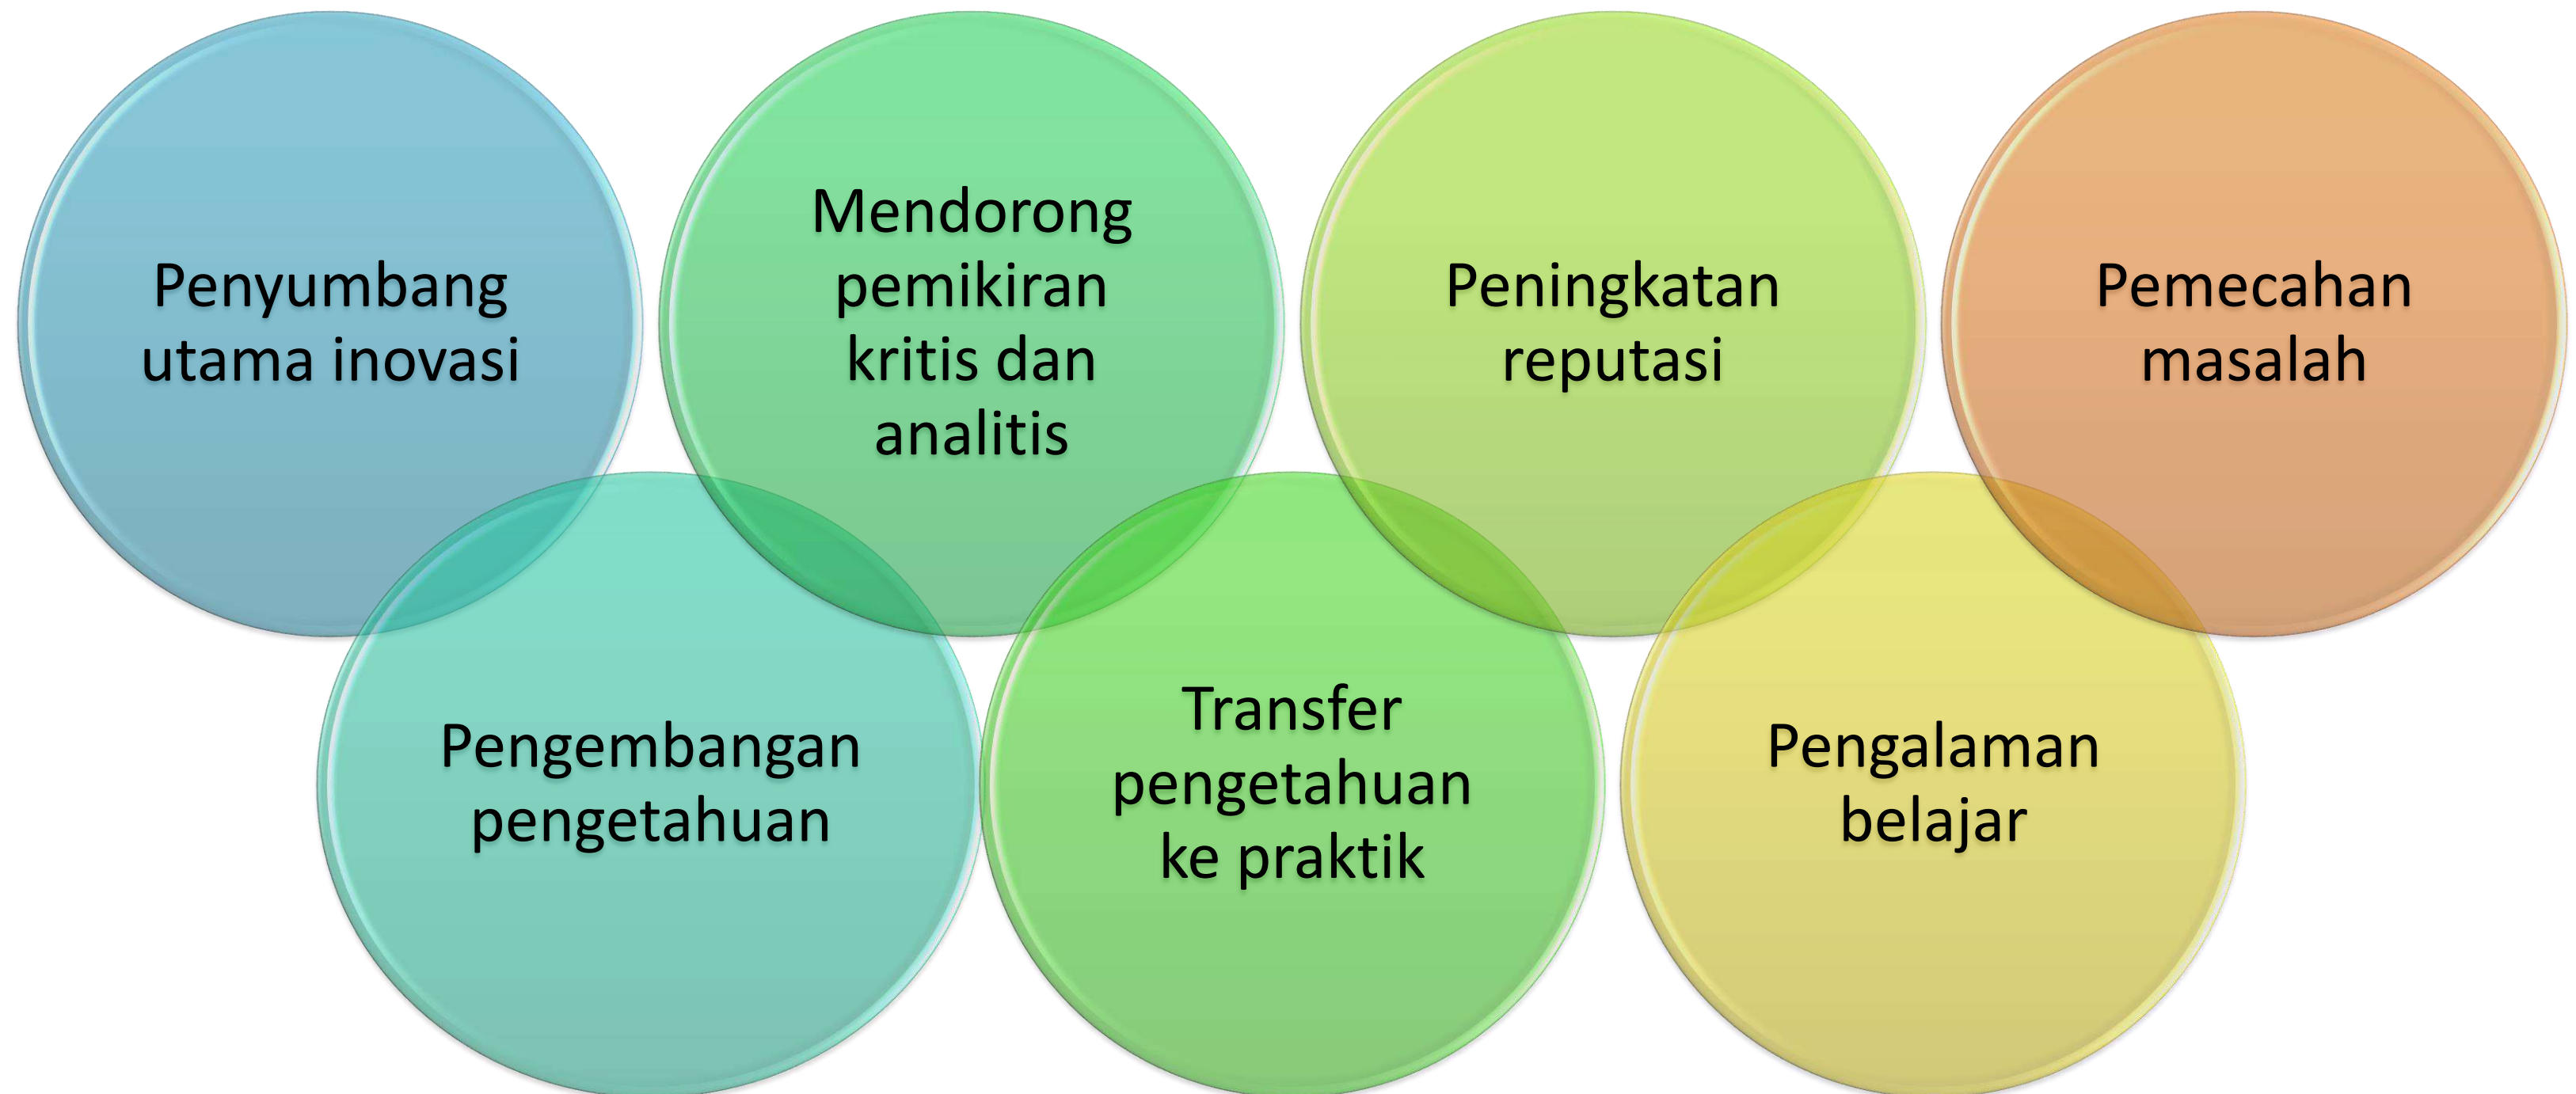 Penyumbang
utama inovasi
Pengembangan
pengetahuan
Mendorong
pemikiran
kritis dan
analitis
Transfer
pengetahuan
ke praktik
Peningkatan
reputasi
Pengalaman
belajar
Pemecahan
masalah